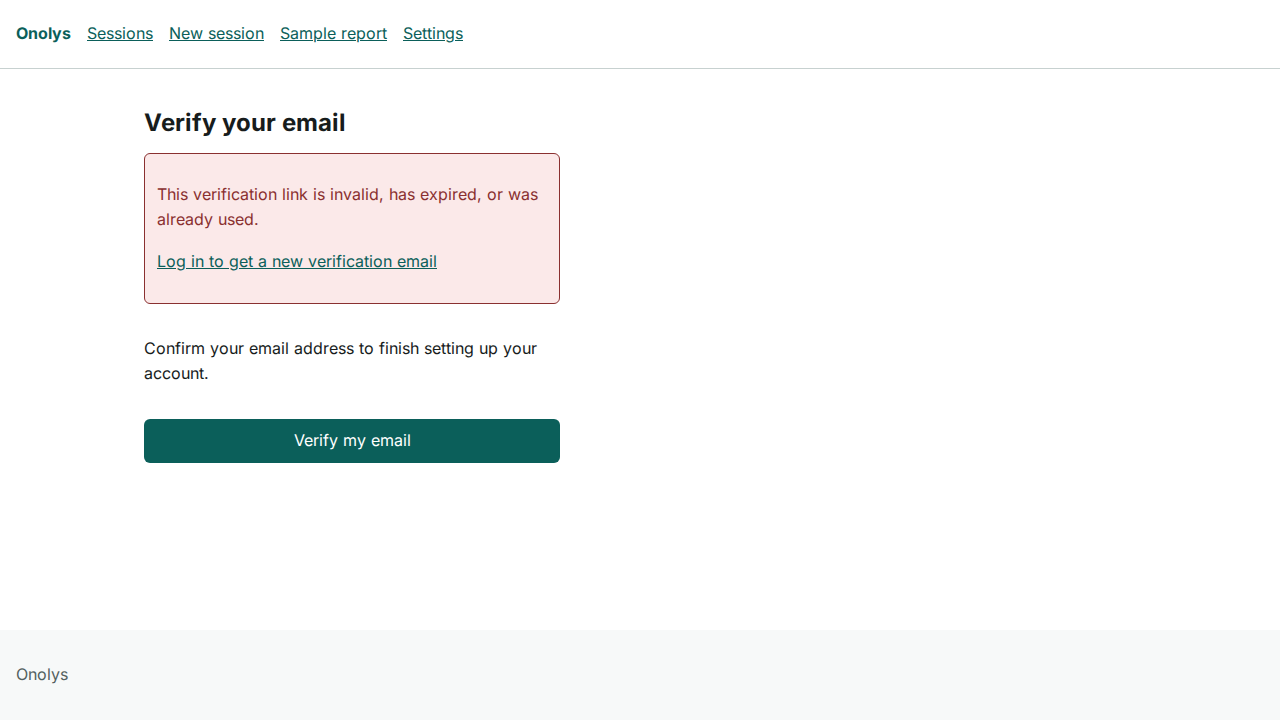 Onolys Sessions New session Sample report Settings
Verify your email
This verification link is invalid, has expired, or was
already used.
Log in to get a new verification email
Confirm your email address to finish setting up your
account.
Verify my email
Onolys